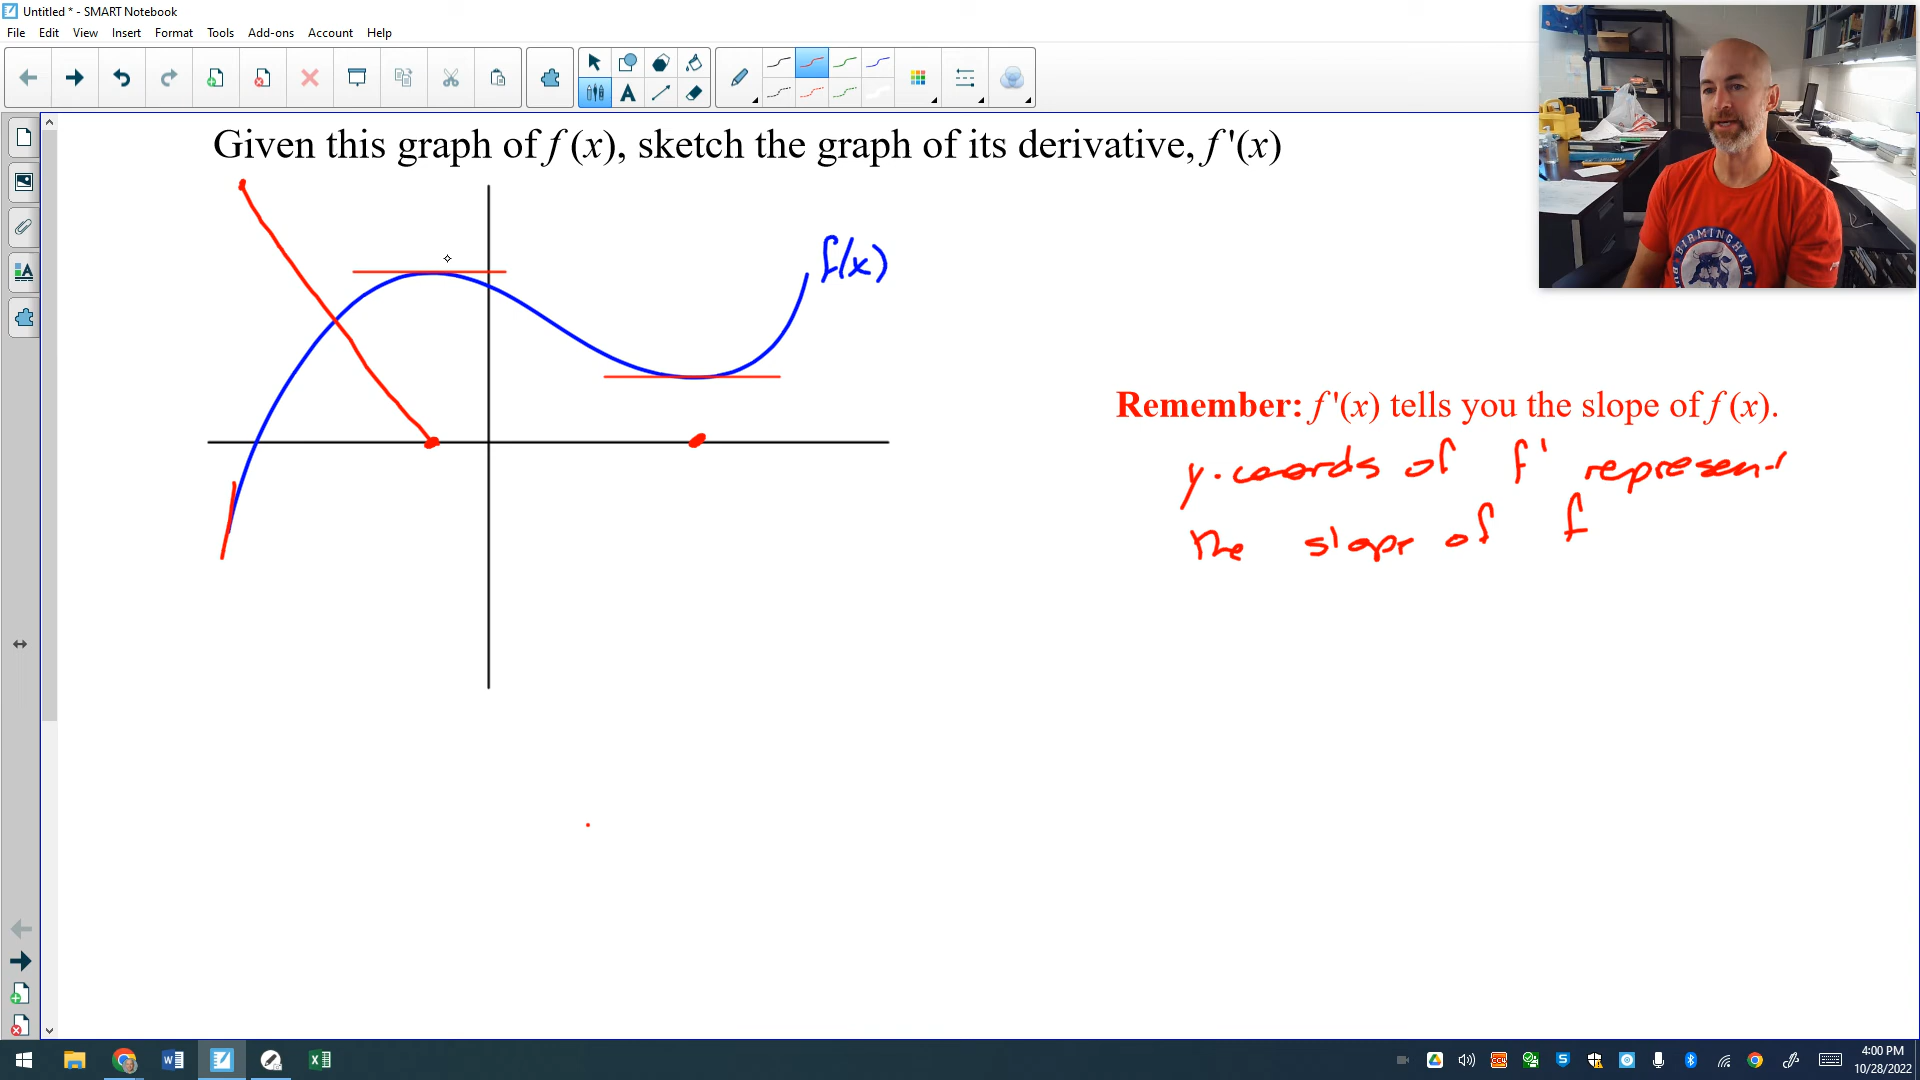 Untitled * - SMART Notebook
File Edit View Insert Format Tools Add-ons Account Help
Given this graph of f (x), sketch the graph of its derivative, f '(x)
f(x)
BIRMINGHAM
Remember: f '(x) tells you the slope of f (x).
y-coords of f' represent
the slope of f
4:00 PM
10/28/2022